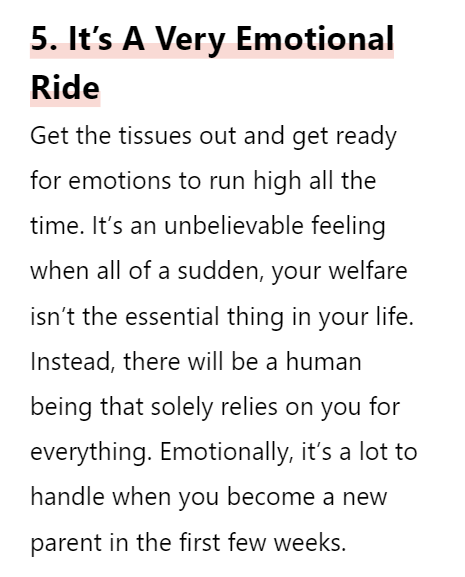 5. It’s A Very Emotional
Ride
Get the tissues out and get ready
for emotions to run high all the
time. It’s an unbelievable feeling
when all of a sudden, your welfare
isn’t the essential thing in your life.
Instead, there will be a human
being that solely relies on you for
everything. Emotionally, it’s a lot to
handle when you become a new
parent in the first few weeks.